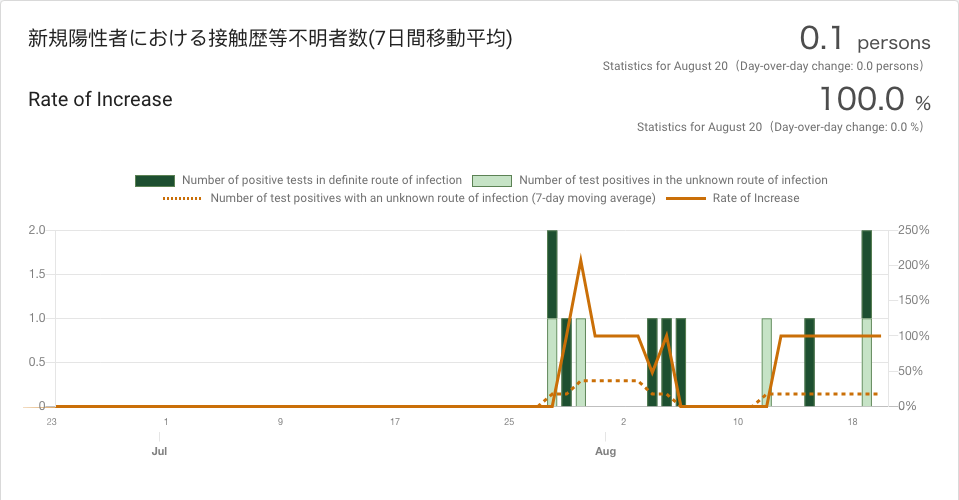 新規陽性者における接触歴等不明者数(7日間移動平均)
0.1 persons
Statistics for August 20（Day-over-day change: 0.0 persons）
Rate of Increase
100.0 %
Statistics for August 20（Day-over-day change: 0.0 %）
Number of positive tests in definite route of infection Number of test positives in the unknown route of infection
Number of test positives with an unknown route of infection (7-day moving average) Rate of Increase
2.0 250%
200%
1.5
150%
1.0
100%
0.5
50%
0 0%
23 1 9 17 25 2 10 18
Jul Aug